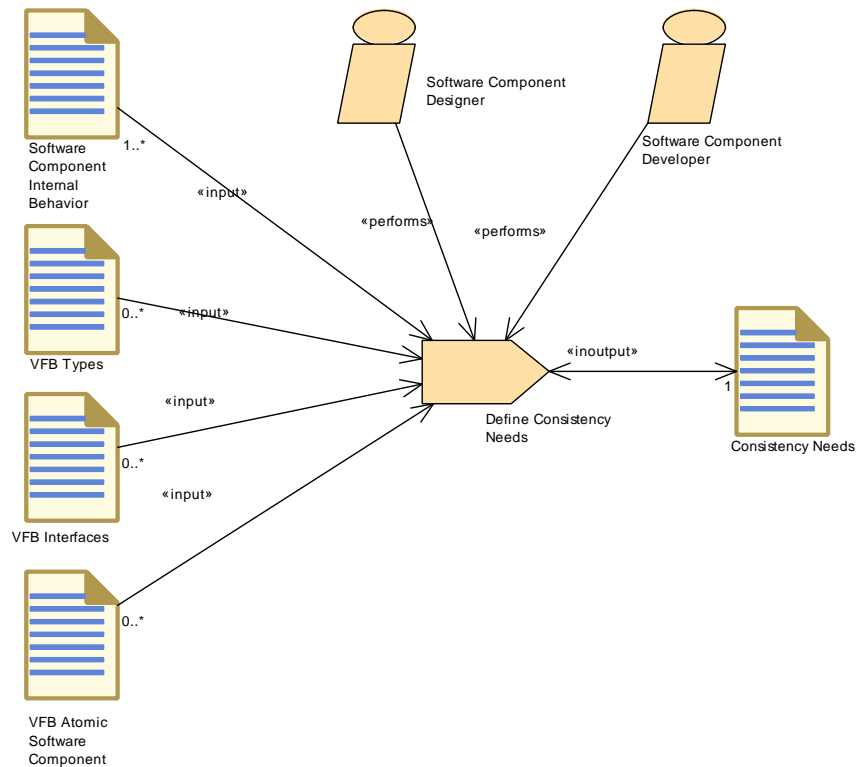 Software Component
Designer
Software Component
Developer
1..*
Software
Component
Internal
Behavior
«input»
«performs»
«performs»
0..*
«input»
VFB Types
«inoutput»
1
«input»
Define Consistency
Needs
Consistency Needs
0..*
«input»
VFB Interfaces
0..*
VFB Atomic
Software
Component